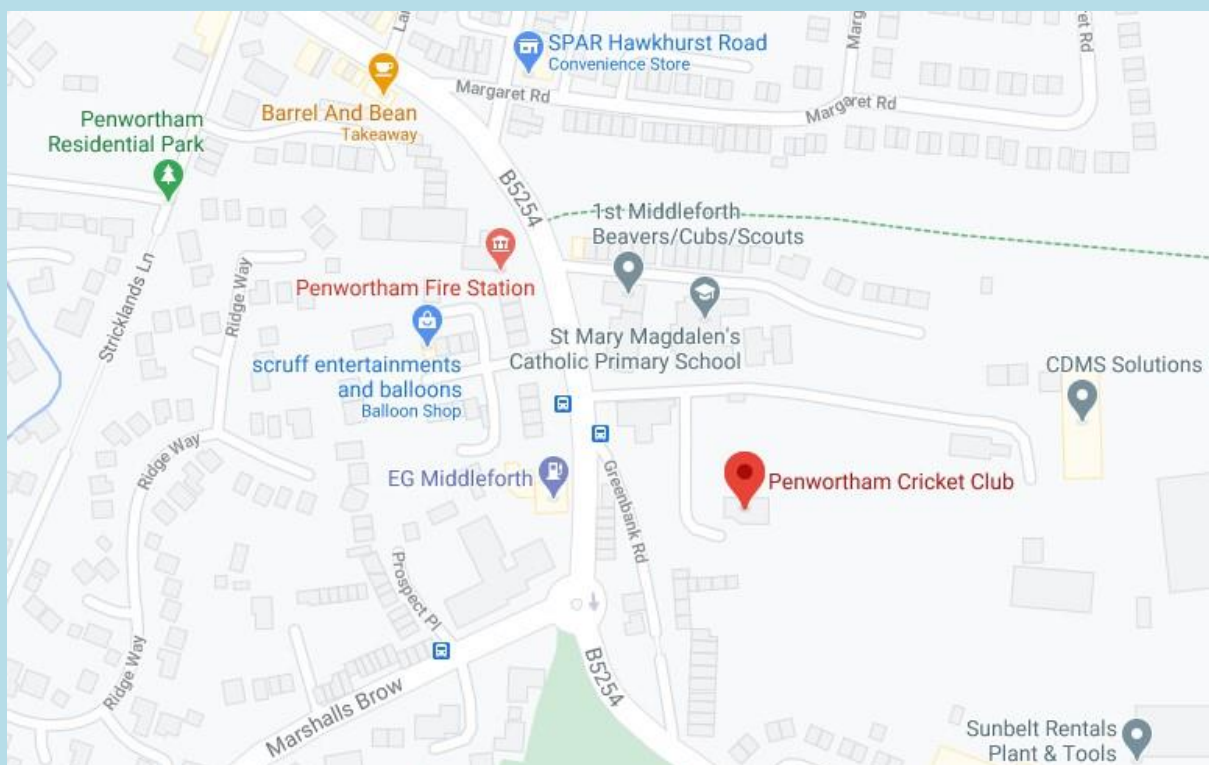 SPAR Hawkhurst Road
Convenience Store
Margaret Rd
Margaret Rd
Barrel And Bean
Takeaway
Penwortham
Residential Park
B5254
1st Middleforth
Beavers/Cubs/Scouts
Stricklands Ln
Ridge Way
Penwortham Fire Station
St Mary Magdalen's
Catholic Primary School
scruff entertainments
and balloons
Balloon Shop
CDMS Solutions
Ridge Way
EG Middleforth
Greenbank Rd
Penwortham Cricket Club
Prospect Pl
Ridge Way
Marshalls Brow
B5254
Sunbelt Rentals
Plant & Tools